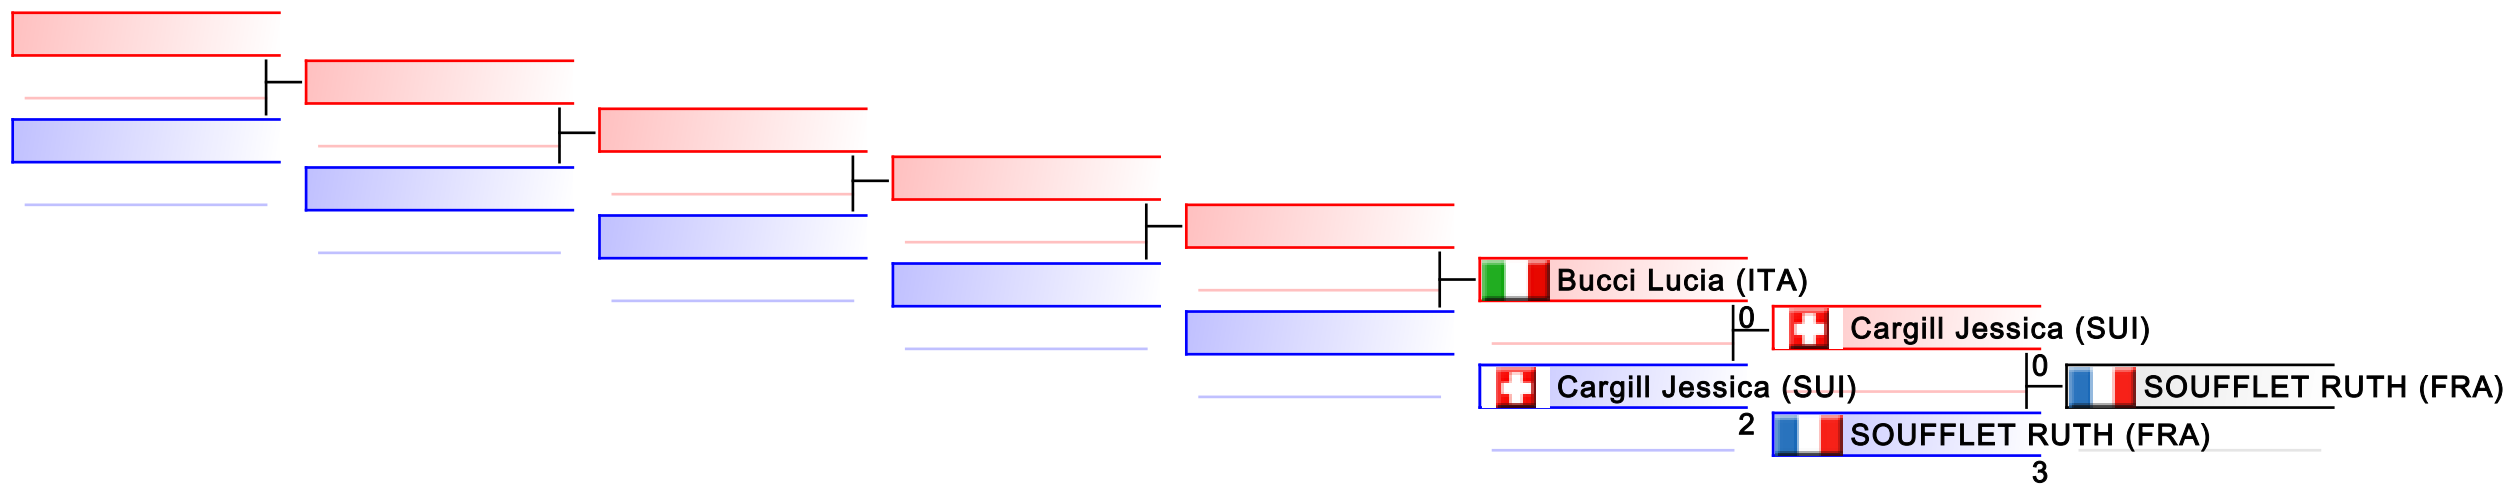 Bucci Lucia (ITA)
0
Cargill Jessica (SUI)
2
Cargill Jessica (SUI)
0
SOUFFLET RUTH (FRA)
3
SOUFFLET RUTH (FRA)